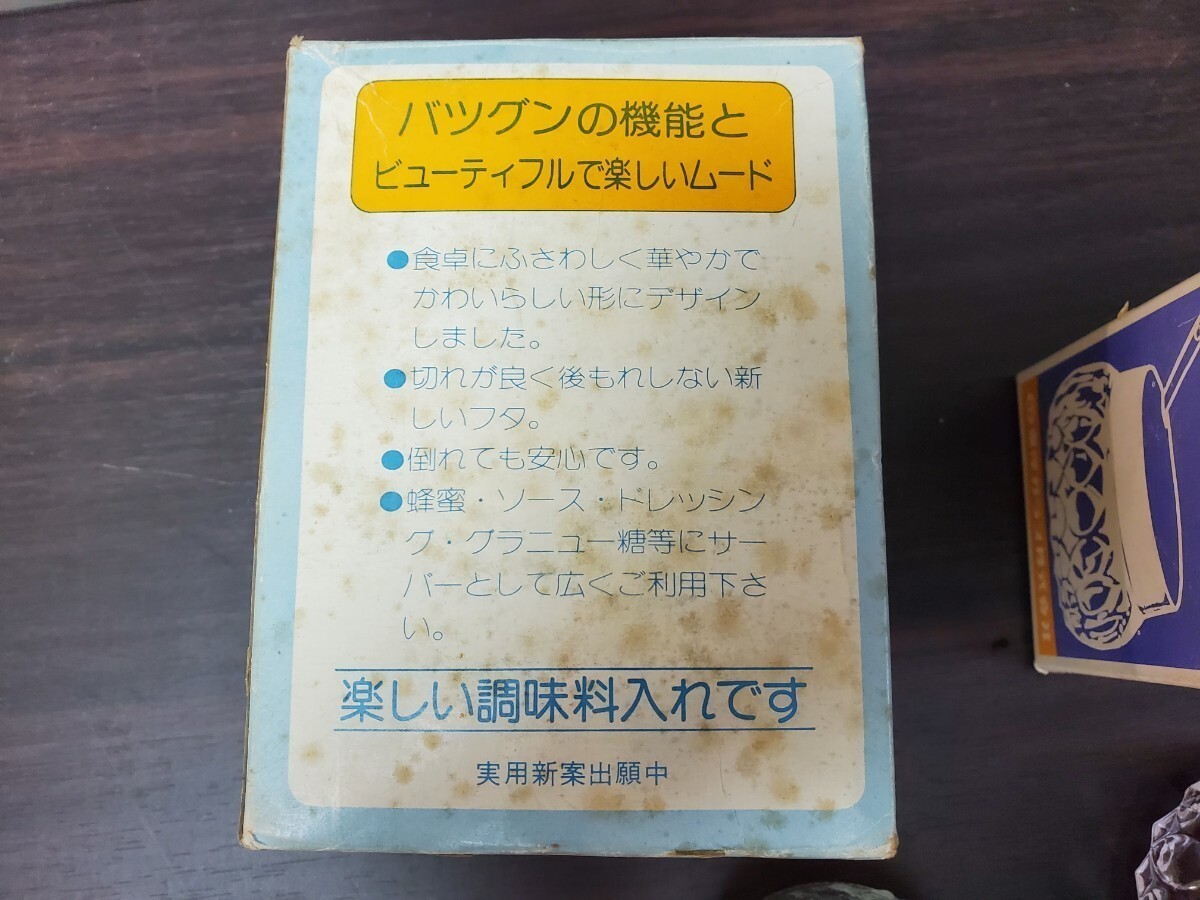 バツグンの機能と
ビューティフルで楽しいムード
●食卓にふさわしく華やかで
かわいらしい形にデザイン
しました。
●切れが良く後もれしない新
しいフタ。
●倒れても安心です。
●蜂蜜・ソース・ドレッシン
グ・グラニュー糖等にサー
バーとして広くご利用下さ
い。
楽しい調味料入れです
実用新案出願中